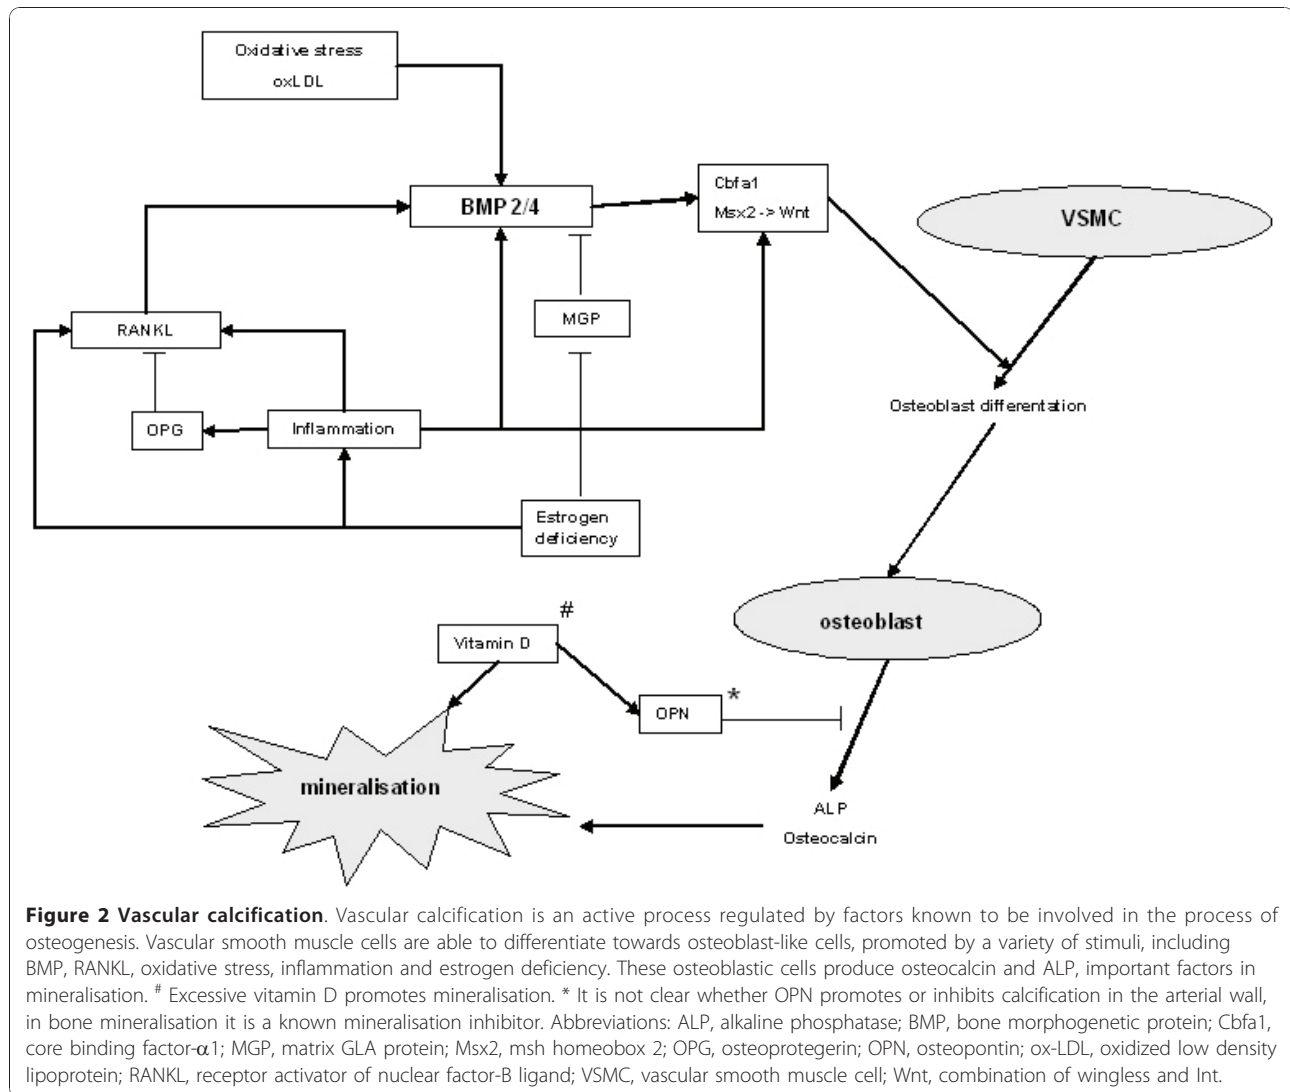 Oxidative stress
oxLDL
Cbfa1
Msx2 -> Wnt
BMP 2/4
VSMC
MGP
RANKL
Osteoblast differentation
OPG
Inflammation
Estrogen
deficiency
#
osteoblast
Vitamin D
*
OPN
mineralisation
ALP
Osteocalcin
Figure 2 Vascular calcification. Vascular calcification is an active process regulated by factors known to be involved in the process of
osteogenesis. Vascular smooth muscle cells are able to differentiate towards osteoblast-like cells, promoted by a variety of stimuli, including
BMP, RANKL, oxidative stress, inflammation and estrogen deficiency. These osteoblastic cells produce osteocalcin and ALP, important factors in
mineralisation. # Excessive vitamin D promotes mineralisation. * It is not clear whether OPN promotes or inhibits calcification in the arterial wall,
in bone mineralisation it is a known mineralisation inhibitor. Abbreviations: ALP, alkaline phosphatase; BMP, bone morphogenetic protein; Cbfa1,
core binding factor-α1; MGP, matrix GLA protein; Msx2, msh homeobox 2; OPG, osteoprotegerin; OPN, osteopontin; ox-LDL, oxidized low density
lipoprotein; RANKL, receptor activator of nuclear factor-B ligand; VSMC, vascular smooth muscle cell; Wnt, combination of wingless and Int.